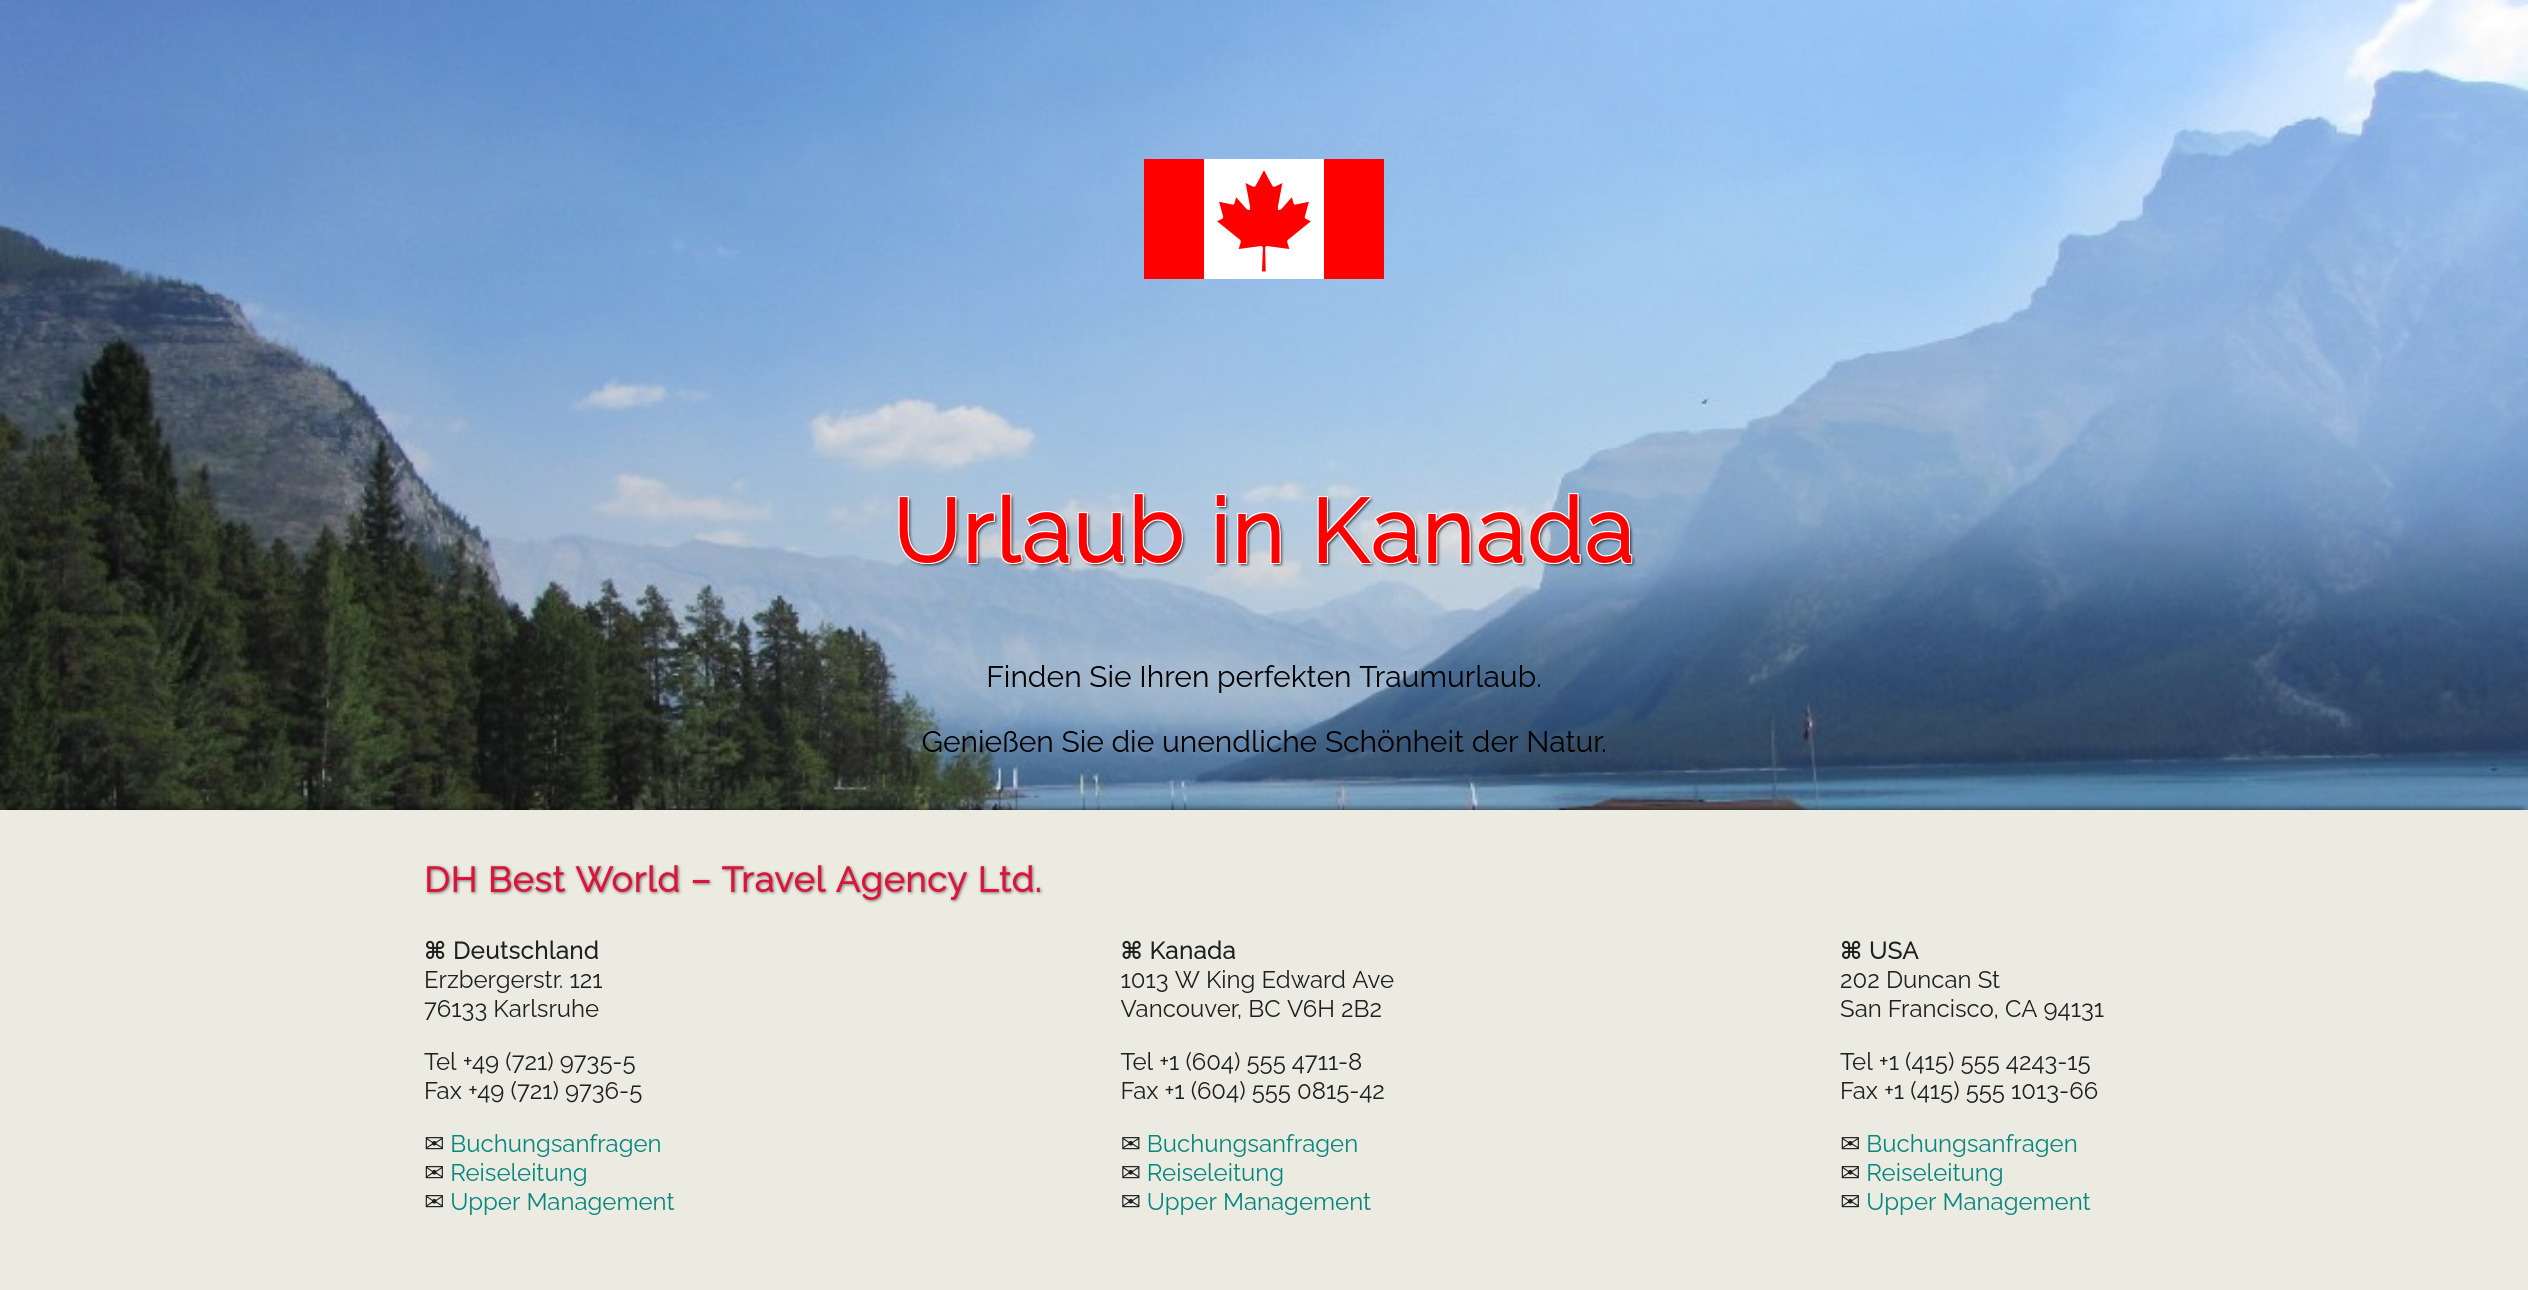 Urlaub in Kanada
Finden Sie Ihren perfekten Traumurlaub.
Genießen Sie die unendliche Schönheit der Natur.
DH Best World – Travel Agency Ltd.
⌘ Deutschland
Erzbergerstr. 121
76133 Karlsruhe
Tel +49 (721) 9735-5
Fax +49 (721) 9736-5
✉ Buchungsanfragen
✉ Reiseleitung
✉ Upper Management
⌘ Kanada
1013 W King Edward Ave
Vancouver, BC V6H 2B2
Tel +1 (604) 555 4711-8
Fax +1 (604) 555 0815-42
✉ Buchungsanfragen
✉ Reiseleitung
✉ Upper Management
⌘ USA
202 Duncan St
San Francisco, CA 94131
Tel +1 (415) 555 4243-15
Fax +1 (415) 555 1013-66
✉ Buchungsanfragen
✉ Reiseleitung
✉ Upper Management